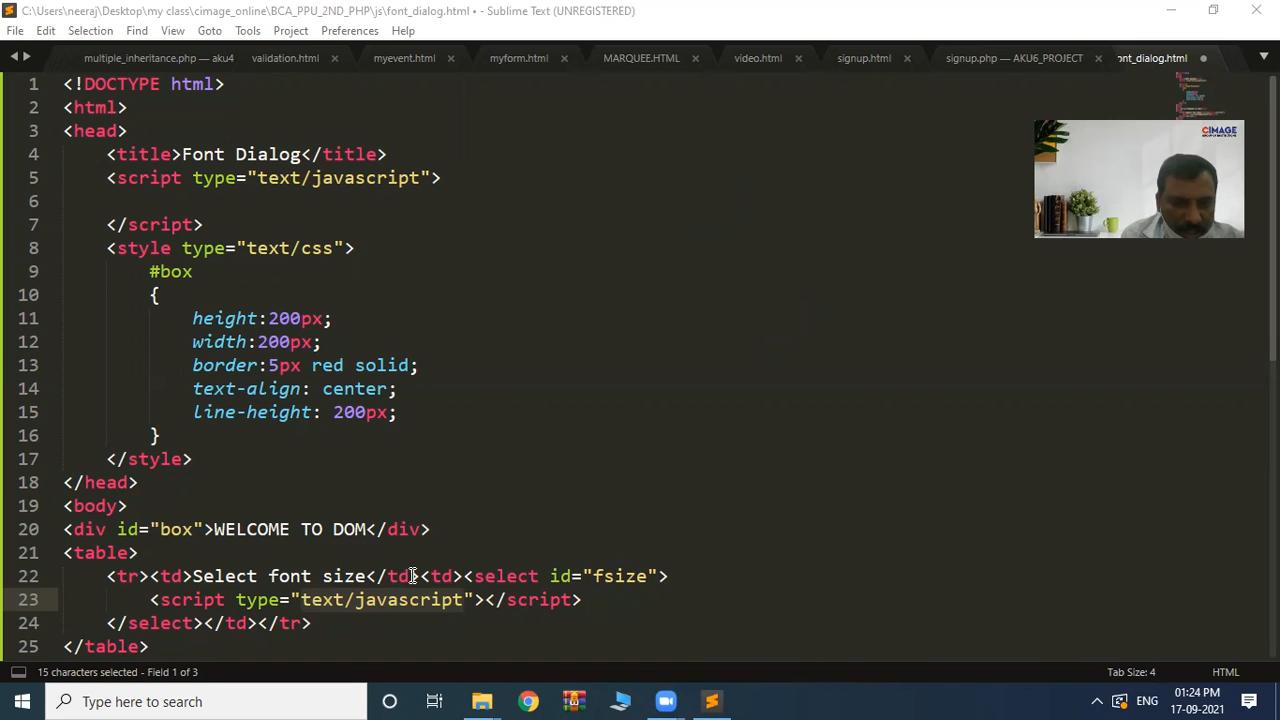 C:\Users\neeraj\Desktop\my class\cimage_online\BCA_PPU_2ND_PHP\js\font_dialog.html • - Sublime Text (UNREGISTERED)
File Edit Selection Find View Goto Tools Project Preferences Help
multiple_inheritance.php — aku4 validation.html myevent.html myform.html MARQUEE.HTML video.html signup.html signup.php — AKU6_PROJECT ont_dialog.html
1 <!DOCTYPE html>
2 <html>
3 <head>
4 <title>Font Dialog</title>
5 <script type="text/javascript">
6
7 </script>
8 <style type="text/css">
9 #box
10 {
11 height:200px;
12 width:200px;
13 border:5px red solid;
14 text-align: center;
15 line-height: 200px;
16 }
17 </style>
18 </head>
19 <body>
20 <div id="box">WELCOME TO DOM</div>
21 <table>
22 <tr><td>Select font size</td><td><select id="fsize">
23 <script type="text/javascript"></script>
24 </select></td></tr>
25 </table>
CIMAGE
15 characters selected - Field 1 of 3 Tab Size: 4 HTML
Type here to search
ENG
01:24 PM
17-09-2021